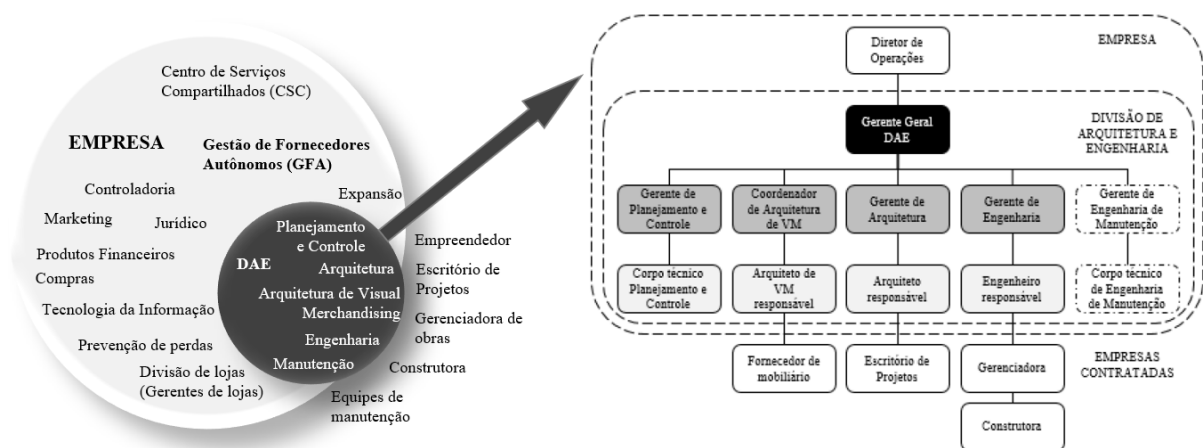 Centro de Serviços
Compartilhados (CSC)
EMPRESA
Gestão de Fornecedores
Autônomos (GFA)
Controladoria
Expansão
Marketing
Jurídico
Produtos Financeiros
Compras
Tecnologia da Informação
Prevenção de perdas
Divisão de lojas
(Gerentes de lojas)
DAE
Planejamento
e Controle
Arquitetura
Arquitetura de Visual
Merchandising
Engenharia
Manutenção
Empreendedor
Escritório de
Projetos
Gerenciadora de
obras
Construtora
Equipes de
manutenção
EMPRESA
Diretor de
Operações
DIVISÃO DE
ARQUITETURA E
ENGENHARIA
Gerente Geral
DAE
Gerente de
Planejamento e
Controle
Coordenador
de Arquitetura
de VM
Gerente de
Arquitetura
Gerente de
Engenharia
Gerente de
Engenharia de
Manutenção
Corpo técnico
Planejamento e
Controle
Arquiteto de
VM
responsável
Arquiteto
responsável
Engenheiro
responsável
Corpo técnico
de Engenharia
de Manutenção
Fornecedor de
mobiliário
Escritório de
Projetos
Gerenciadora
EMPRESAS
CONTRATADAS
Construtora